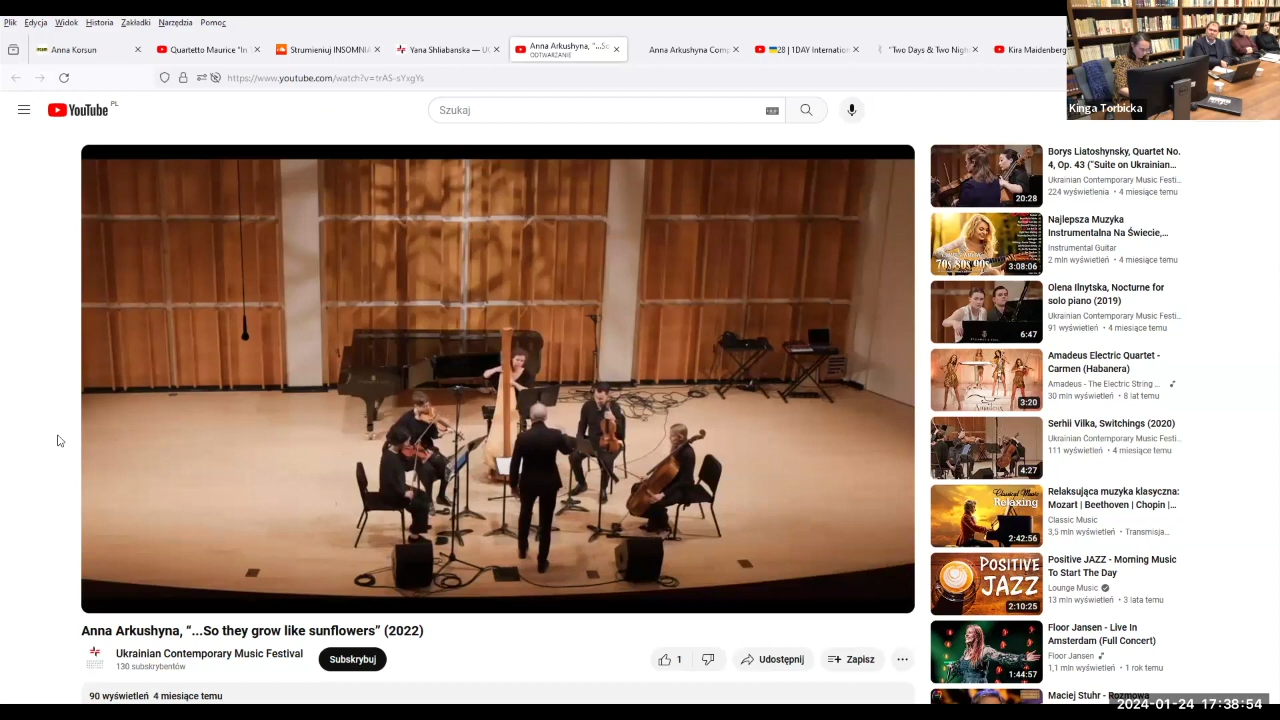 Plik Edycja Widok Historia Zakładki Narzędzia Pomoc
Anna Korsun
Quartetto Maurice "In
Strumieniuj INSOMNI
Yana Shliabanska — U
Anna Arkushyna, "...So
ODTWARZANIE
Anna Arkushyna Comp
28 | 1DAY Internation
"Two Days & Two Nigh
Kira Maidenberg
https://www.youtube.com/watch?v=trAS-sYxgYs
Kinga Torbicka
YouTube PL
Szukaj
Borys Liatoshynsky, Quartet No.
4, Op. 43 ("Suite on Ukrainian...
Ukrainian Contemporary Music Festi...
224 wyświetlenia • 4 miesiące temu
20:28
Najlepsza Muzyka
Instrumentalna Na Świecie,...
Instrumental Guitar
2 mln wyświetleń • 4 miesiące temu
70s 80s 90s
3:08:06
Olena Ilnytska, Nocturne for
solo piano (2019)
Ukrainian Contemporary Music Festi...
91 wyświetleń • 4 miesiące temu
6:47
Amadeus Electric Quartet -
Carmen (Habanera)
Amadeus - The Electric String ...
30 mln wyświetleń • 8 lat temu
Amadeus
3:20
Serhii Vilka, Switchings (2020)
Ukrainian Contemporary Music Festi...
111 wyświetleń • 4 miesiące temu
4:27
Relaksująca muzyka klasyczna:
Mozart | Beethoven | Chopin |...
Classic Music
3,5 mln wyświetleń • Transmisja...
Classical Music
Relaxing
2:42:56
Positive JAZZ - Morning Music
To Start The Day
Lounge Music
13 mln wyświetleń • 3 lata temu
POSITIVE
JAZZ
2:10:25
Floor Jansen - Live In
Amsterdam (Full Concert)
Floor Jansen
1,1 mln wyświetleń • 1 rok temu
1:44:57
Maciej Stuhr - Rozmowa
Anna Arkushyna, “...So they grow like sunflowers” (2022)
Ukrainian Contemporary Music Festival
130 subskrybentów
Subskrybuj
1
Udostępnij
Zapisz
90 wyświetleń 4 miesiące temu
2024-01-24 17:38:54